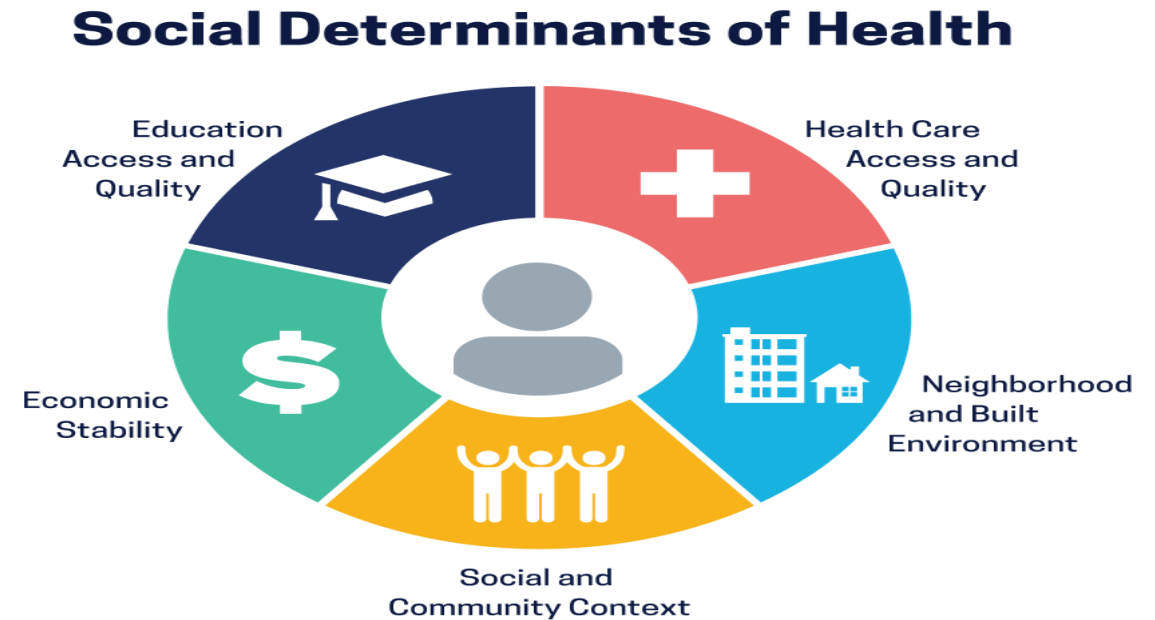 Social Determinants of Health
Education
Access and
Quality
Health Care
Access and
Quality
Economic
Stability
Neighborhood
and Built
Environment
Social and
Community Context